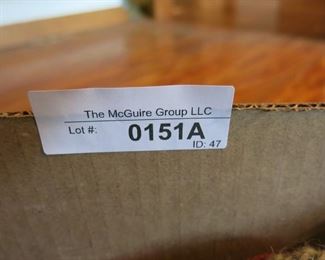 The McGuire Group LLC
Lot #: 0151A
ID: 47